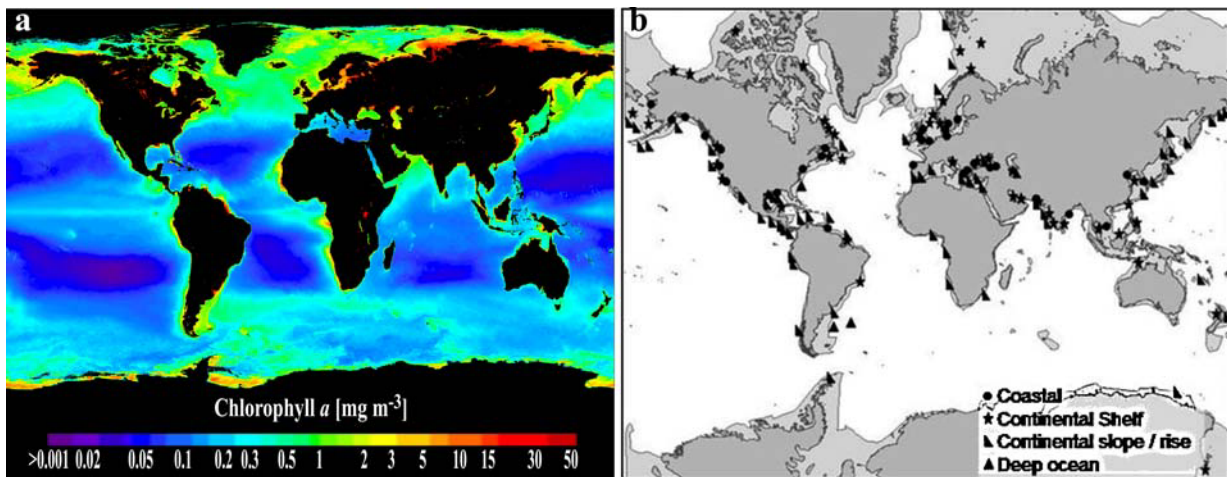 a
Chlorophyll a [mg m-3]
>0.001 0.02 0.05 0.1 0.2 0.3 0.5 1 2 3 5 10 15 30 50
b
Coastal
Continental Shelf
Continental slope / rise
Deep ocean